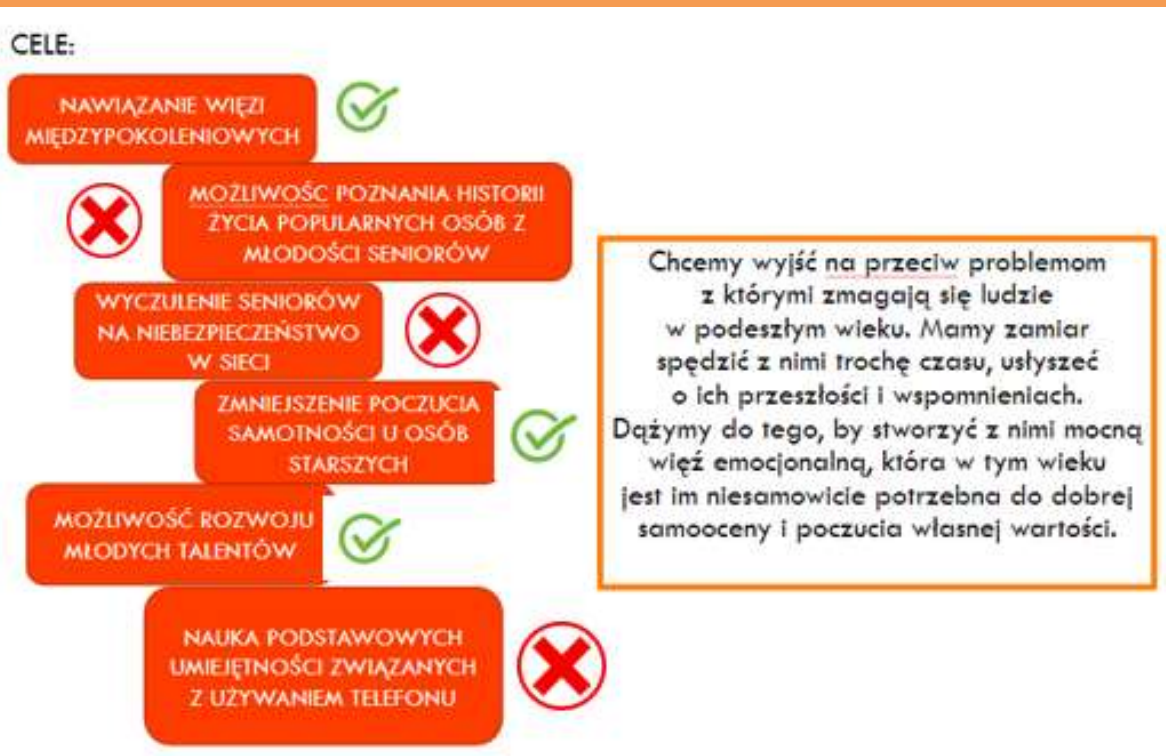 CELE:
NAWIĄZANIE WIĘZI
MIĘDZYPOKOLENIOWYCH
MOŻLIWOŚC POZNANIA HISTORII
ŻYCIA POPULARNYCH OSÓB Z
MŁODOŚCI SENIORÓW
WYCZULENIE SENIORÓW
NA NIEBEZPIECZEŃSTWO
W SIECI
ZMNIEJSZENIE POCZUCIA
SAMOTNOŚCI U OSÓB
STARSZYCH
MOŻLIWOŚĆ ROZWOJU
MŁODYCH TALENTÓW
NAUKA PODSTAWOWYCH
UMIEJĘTNOŚCI ZWIĄZANYCH
Z UŻYWANIEM TELEFONU
Chcemy wyjść na przeciw problemom
z którymi zmagają się ludzie
w podeszłym wieku. Mamy zamiar
spędzić z nimi trochę czasu, usłyszeć
o ich przeszłości i wspomnieniach.
Dążymy do tego, by stworzyć z nimi mocną
więź emocjonalną, która w tym wieku
jest im niesamowicie potrzebna do dobrej
samooceny i poczucia własnej wartości.